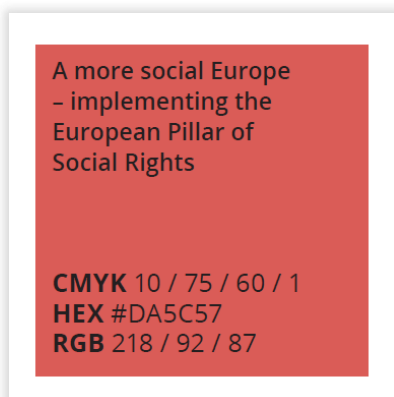 A more social Europe
– implementing the
European Pillar of
Social Rights
CMYK 10 / 75 / 60 / 1
HEX #DA5C57
RGB 218 / 92 / 87